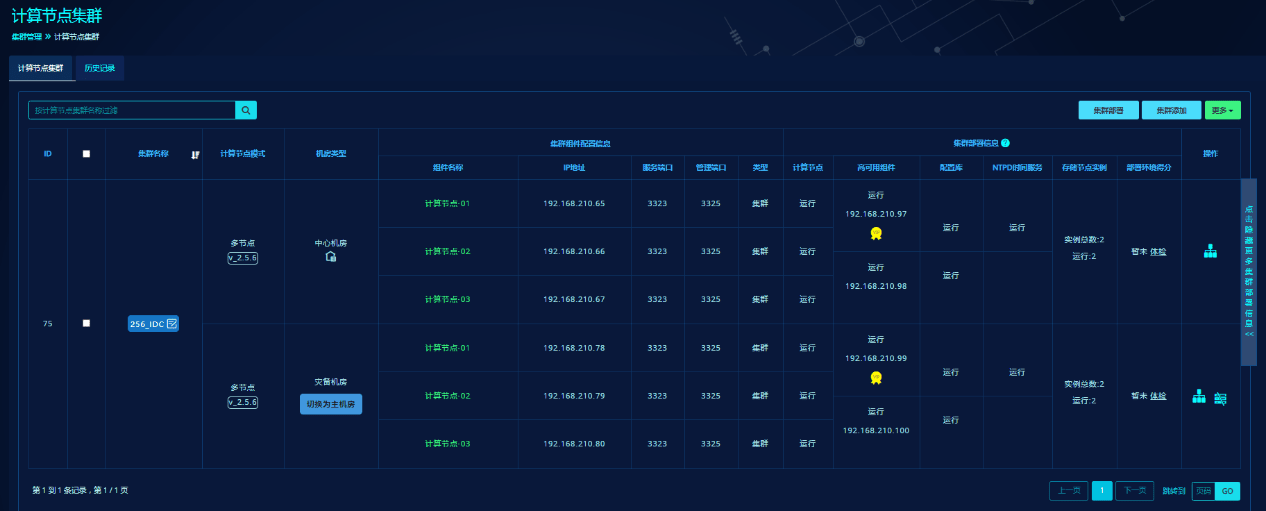 计算节点集群
集群管理 » 计算节点集群
计算节点集群 历史记录
按计算节点集群名称过滤
集群部署 集群添加 更多
ID 集群名称 计算节点模式 机房类型 集群组件配置信息 集群部署信息 操作
组件名称 IP地址 服务端口 管理端口 类型 计算节点 高可用组件 配置库 NTPD时间服务 存储节点实例 部署环境得分
75
256_IDC
多节点
v_2.5.6
中心机房
计算节点-01 192.168.210.65 3323 3325 集群 运行
计算节点-02 192.168.210.66 3323 3325 集群 运行
计算节点-03 192.168.210.67 3323 3325 集群 运行
运行
192.168.210.97
运行
192.168.210.98
运行
运行
运行
实例总数:2
运行:2
暂未 体检
多节点
v_2.5.6
灾备机房
切换为主机房
计算节点-01 192.168.210.78 3323 3325 集群 运行
计算节点-02 192.168.210.79 3323 3325 集群 运行
计算节点-03 192.168.210.80 3323 3325 集群 运行
运行
192.168.210.99
运行
192.168.210.100
运行
运行
运行
实例总数:2
运行:2
暂未 体检
点击隐藏更多集群部署信息<<
第 1 到 1 条记录 , 第 1 / 1 页
上一页 1 下一页 跳转到 页码 GO